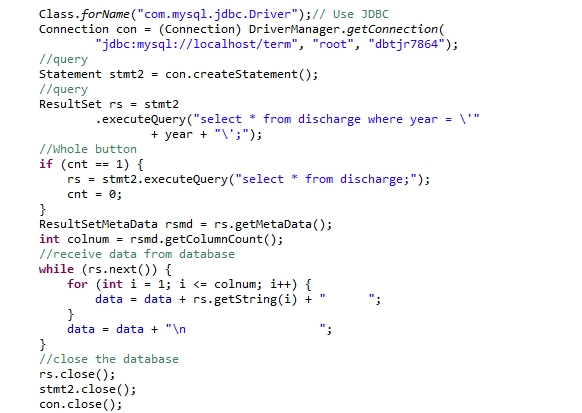 Class.forName("com.mysql.jdbc.Driver");// Use JDBC
Connection con = (Connection) DriverManager.getConnection(
        "jdbc:mysql://localhost/term", "root", "dbtjr7864");
//query
Statement stmt2 = con.createStatement();
//query
ResultSet rs = stmt2
        .executeQuery("select * from discharge where year = \'"
                + year + "\';");
//Whole button
if (cnt == 1) {
    rs = stmt2.executeQuery("select * from discharge;");
    cnt = 0;
}
ResultSetMetaData rsmd = rs.getMetaData();
int colnum = rsmd.getColumnCount();
//receive data from database
while (rs.next()) {
    for (int i = 1; i <= colnum; i++) {
        data = data + rs.getString(i) + "      ";
    }
    data = data + "\n                   ";
}
//close the database
rs.close();
stmt2.close();
con.close();